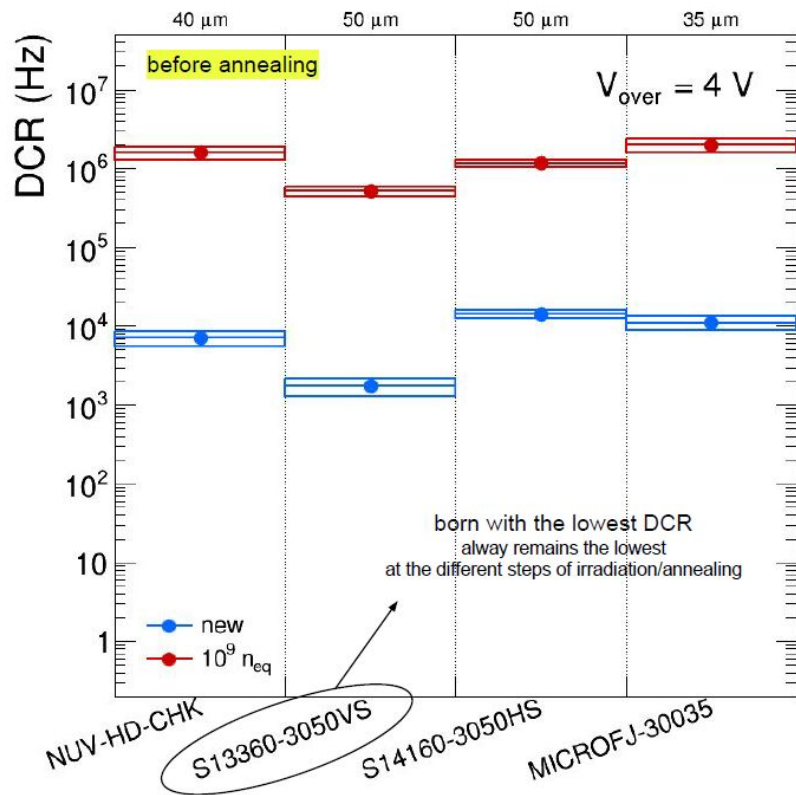 40 μm 50 μm 50 μm 35 μm
before annealing
V_over = 4 V
DCR (Hz)
10^7
10^6
10^5
10^4
10^3
10^2
10
1
born with the lowest DCR
alway remains the lowest
at the different steps of irradiation/annealing
new
10^9 n_eq
NUV-HD-CHK S13360-3050VS S14160-3050HS MICROFJ-30035